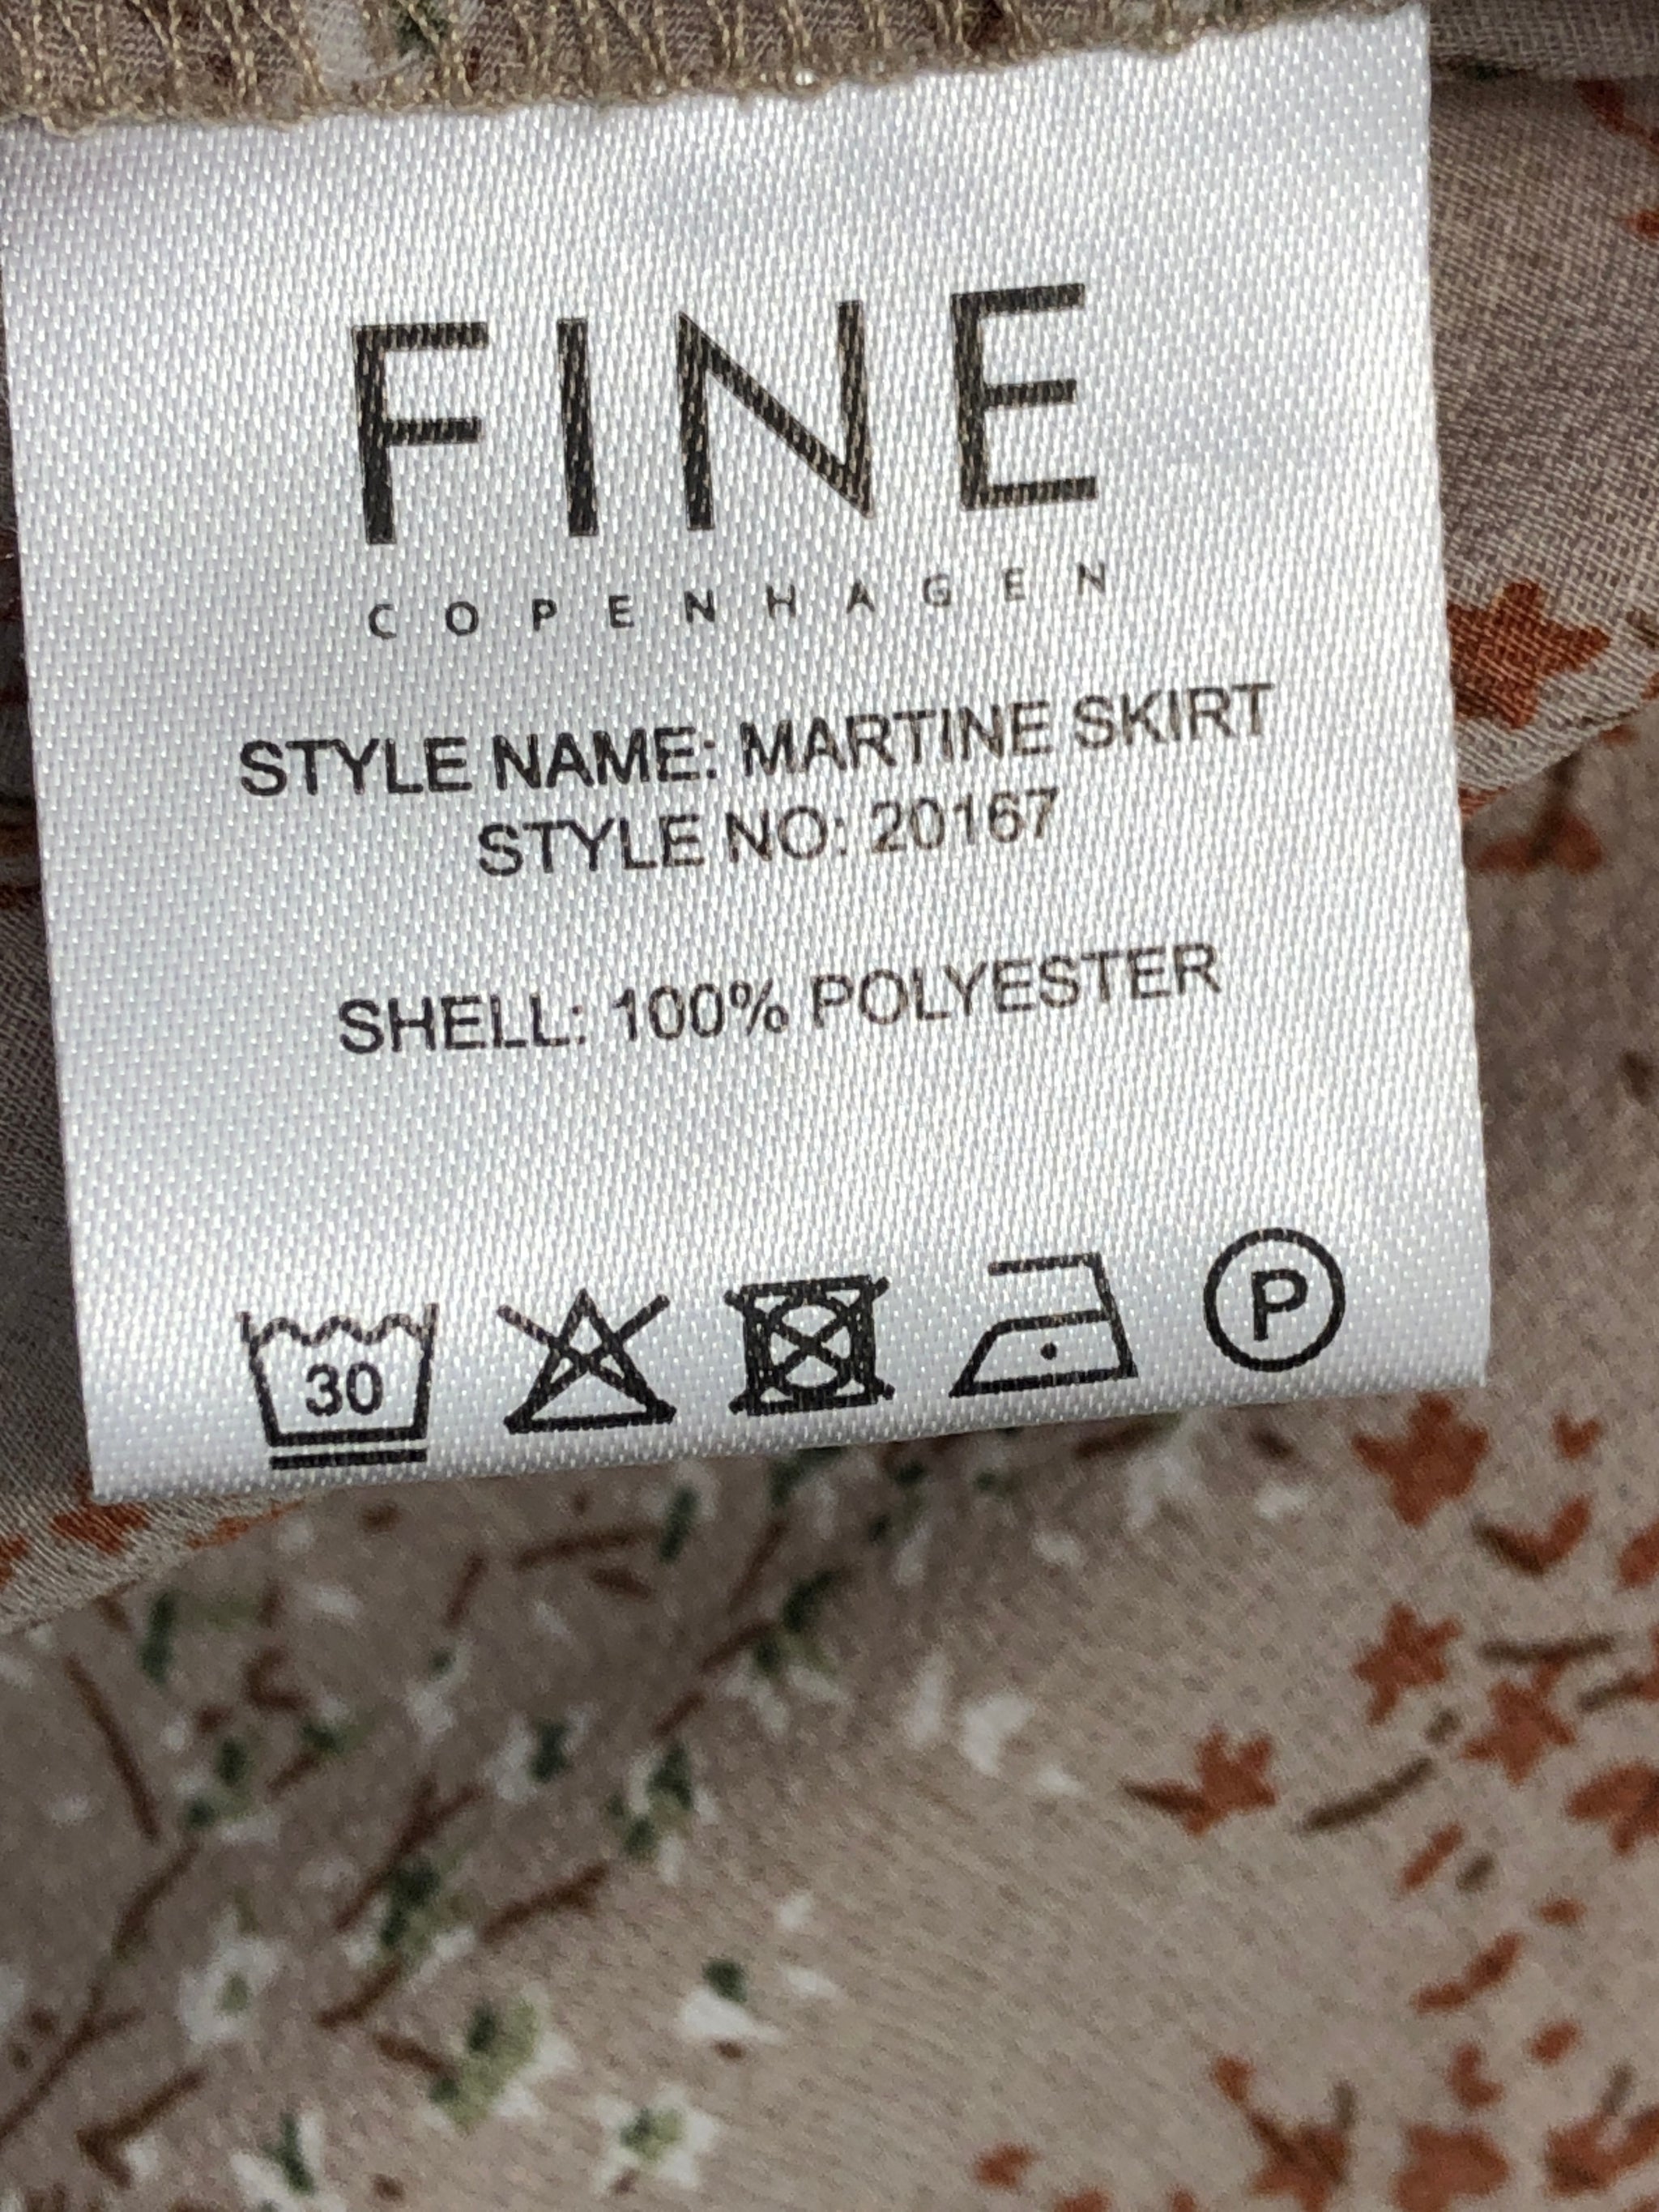 FINE
COPENHAGEN
STYLE NAME: MARTINE SKIRT
STYLE NO: 20167
SHELL: 100% POLYESTER
30 P